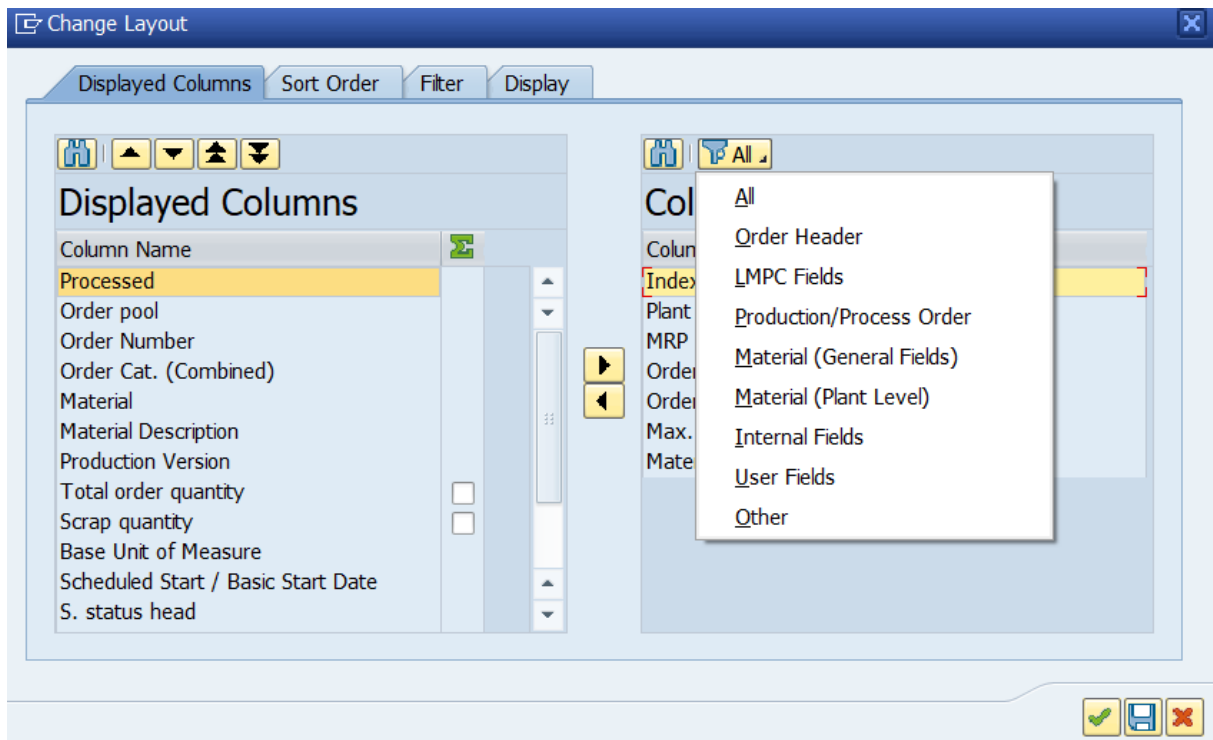 Change Layout
Displayed Columns Sort Order Filter Display
Displayed Columns
Column Name
Processed
Order pool
Order Number
Order Cat. (Combined)
Material
Material Description
Production Version
Total order quantity
Scrap quantity
Base Unit of Measure
Scheduled Start / Basic Start Date
S. status head
All
Col
Colun
Index
Plant
MRP
Order
Order
Max.
Mate
All
Order Header
LMPC Fields
Production/Process Order
Material (General Fields)
Material (Plant Level)
Internal Fields
User Fields
Other